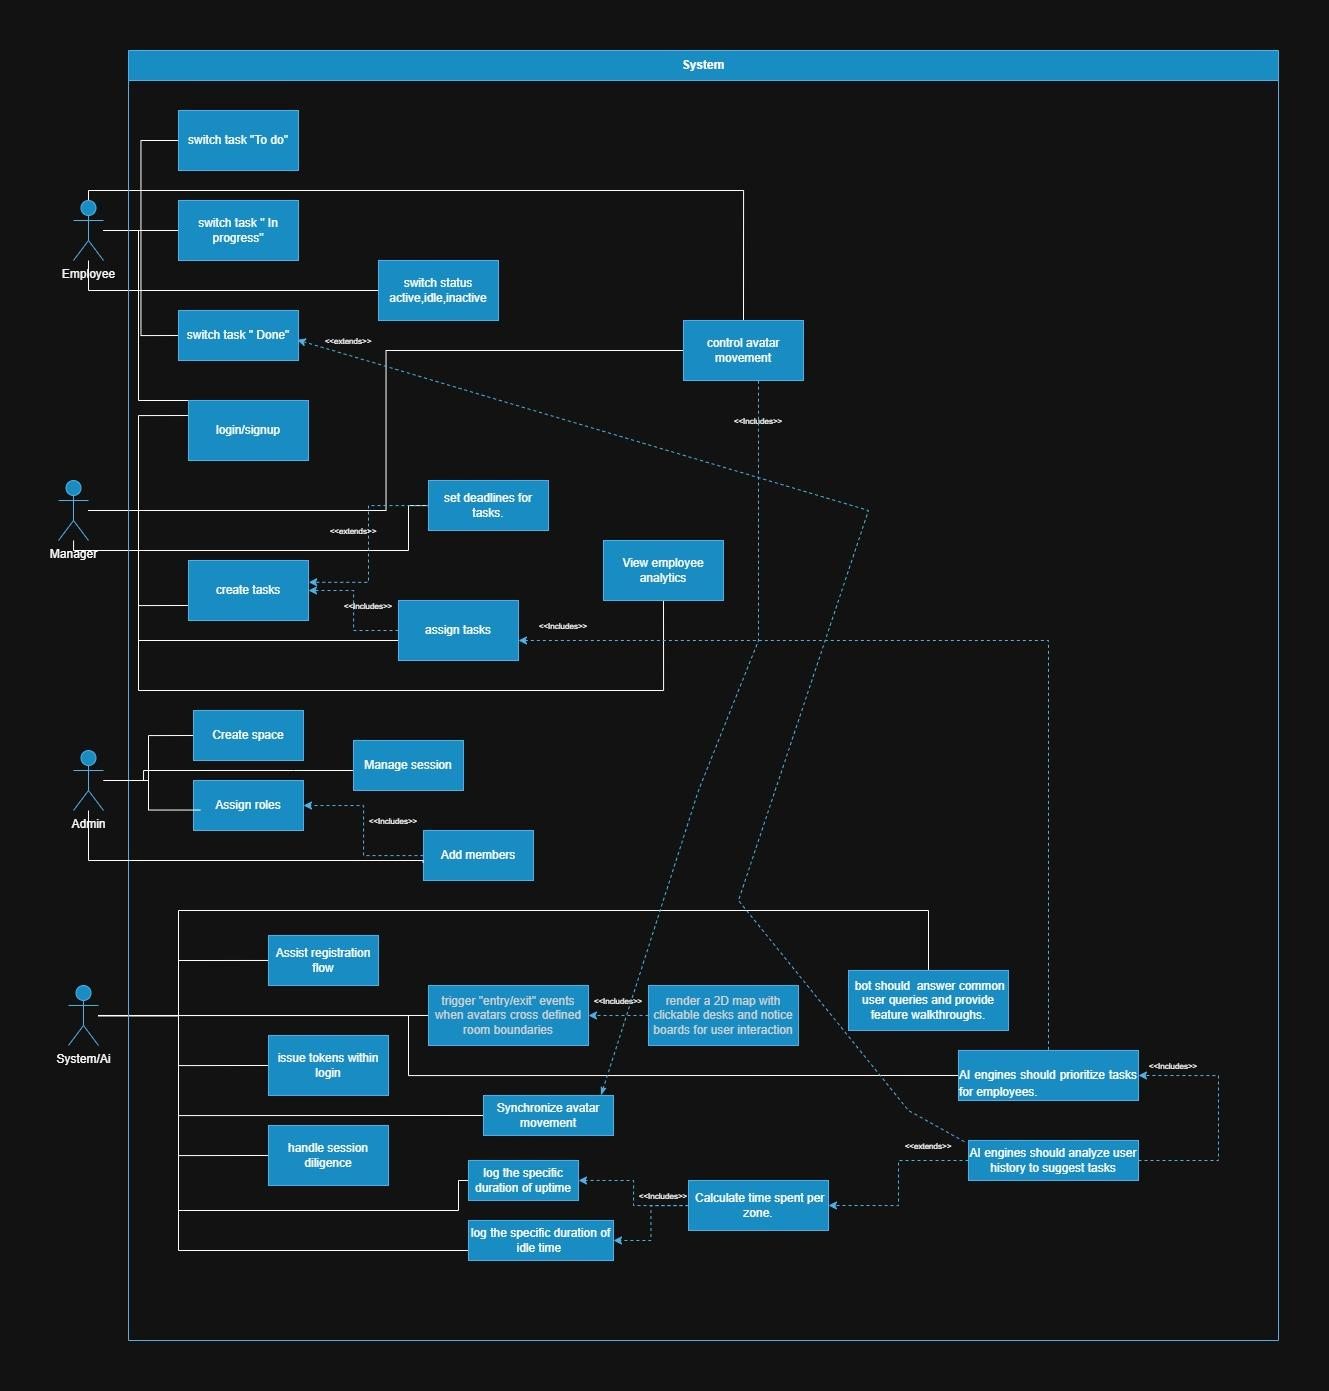 System
switch task "To do"
switch task " In
progress"
Employee
switch status
active,idle,inactive
switch task " Done"
<<extends>>
control avatar
movement
<<Includes>>
login/signup
set deadlines for
tasks.
<<extends>>
Manager
View employee
analytics
create tasks
<<Includes>>
assign tasks
<<Includes>>
Create space
Manage session
Assign roles
Admin
<<Includes>>
Add members
Assist registration
flow
bot should  answer common
user queries and provide
feature walkthroughs.
trigger "entry/exit" events
when avatars cross defined
room boundaries
<<Includes>>
render a 2D map with
clickable desks and notice
boards for user interaction
System/Ai
issue tokens within
login
AI engines should prioritize tasks
for employees.
<<Includes>>
Synchronize avatar
movement
handle session
diligence
<<extends>>
AI engines should analyze user
history to suggest tasks
log the specific
duration of uptime
<<Includes>>
Calculate time spent per
zone.
log the specific duration of
idle time